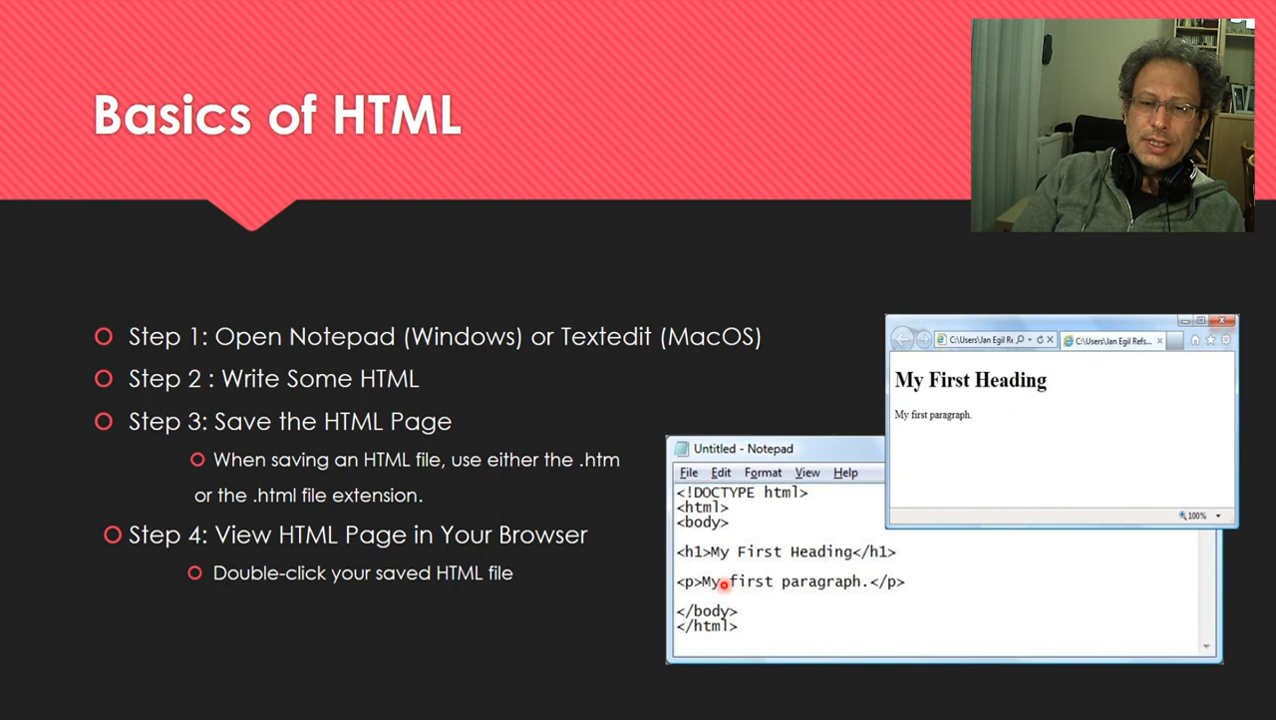 Basics of HTML
Step 1: Open Notepad (Windows) or Textedit (MacOS)
Step 2 : Write Some HTML
Step 3: Save the HTML Page
When saving an HTML file, use either the .htm
or the .html file extension.
Step 4: View HTML Page in Your Browser
Double-click your saved HTML file
C:\Users\Jan Egil Re
C:\Users\Jan Egil Refs...
My First Heading
My first paragraph.
100%
Untitled - Notepad
File Edit Format View Help
<!DOCTYPE html>
<html>
<body>
<h1>My First Heading</h1>
<p>My first paragraph.</p>
</body>
</html>